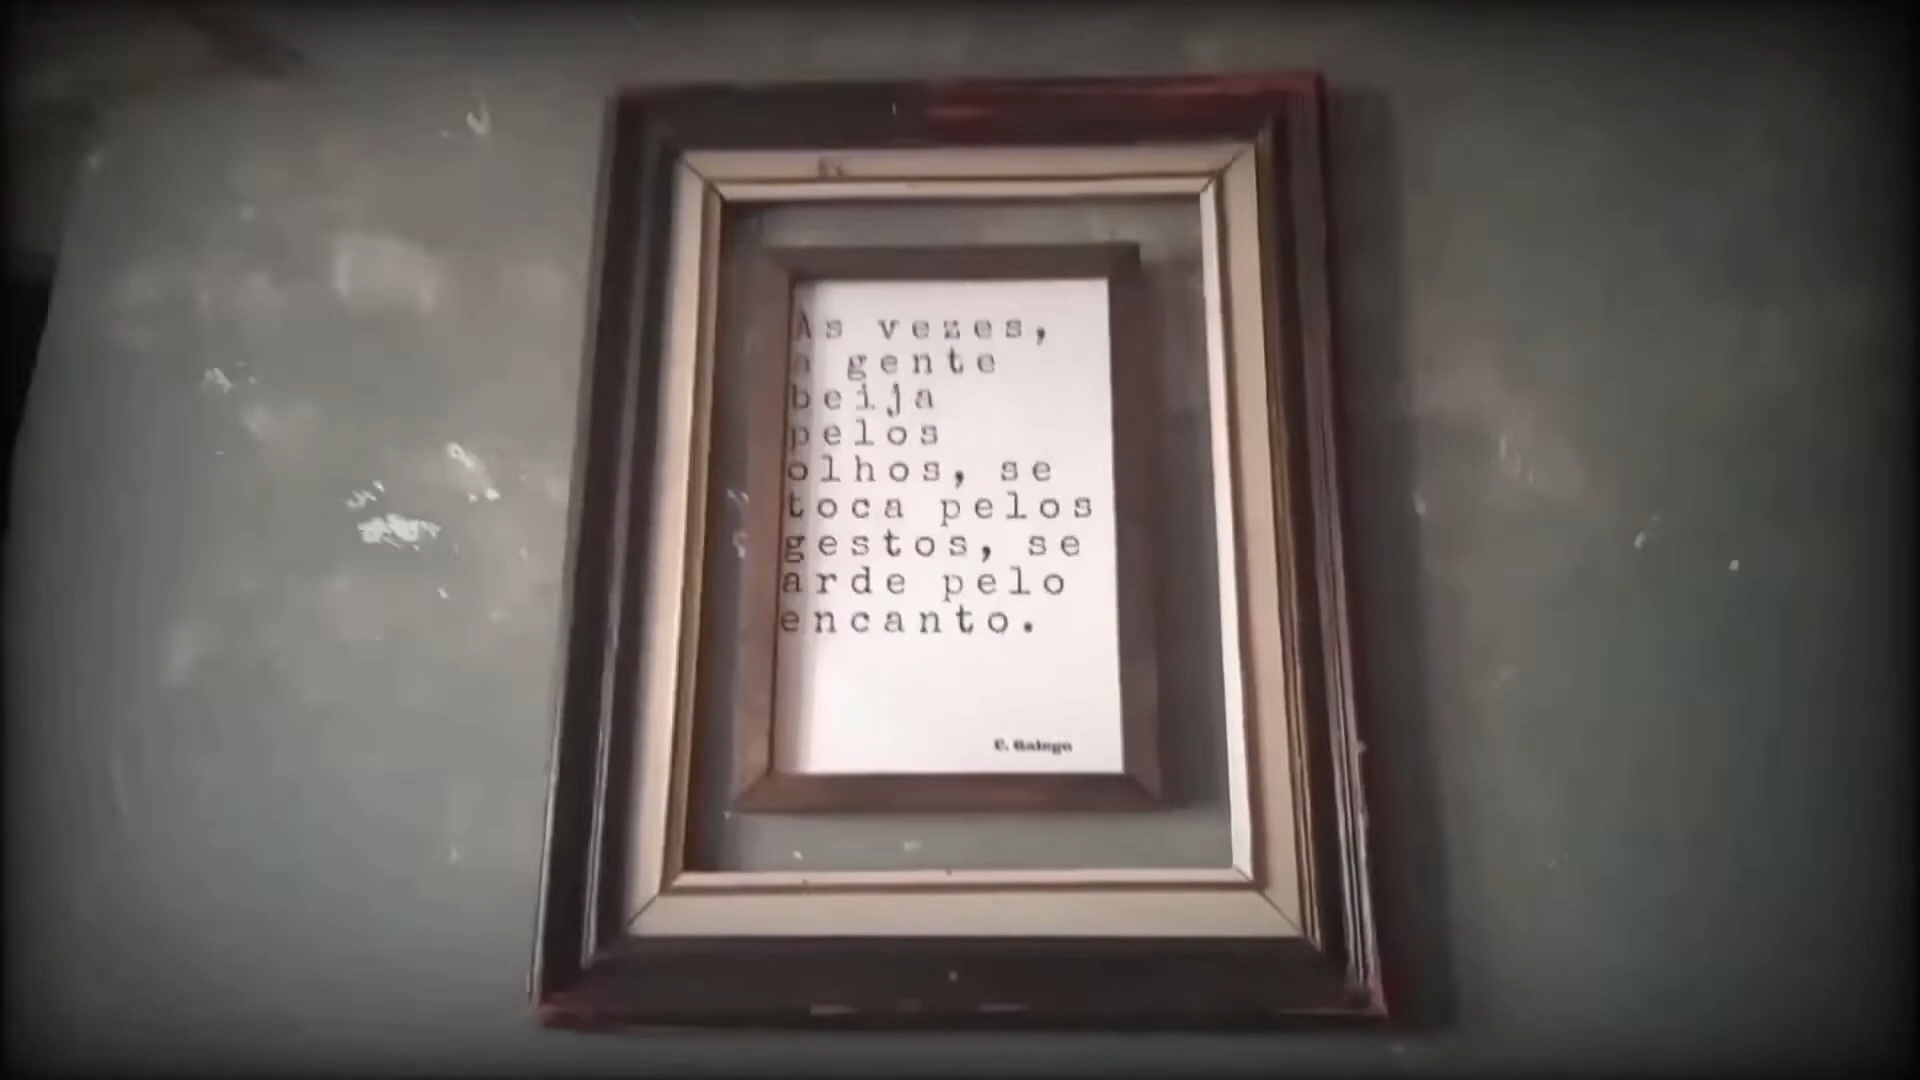 As vezes,
a gente
beija
pelos
olhos, se
toca pelos
gestos, se
arde pelo
encanto.